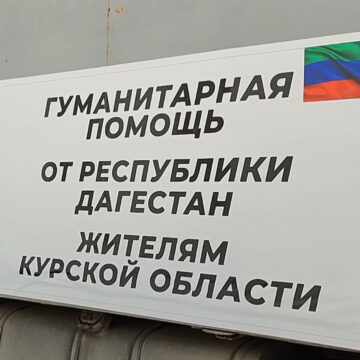 ГУМАНИТАРНАЯ
ПОМОЩЬ
ОТ РЕСПУБЛИКИ
ДАГЕСТАН
ЖИТЕЛЯМ
КУРСКОЙ ОБЛАСТИ